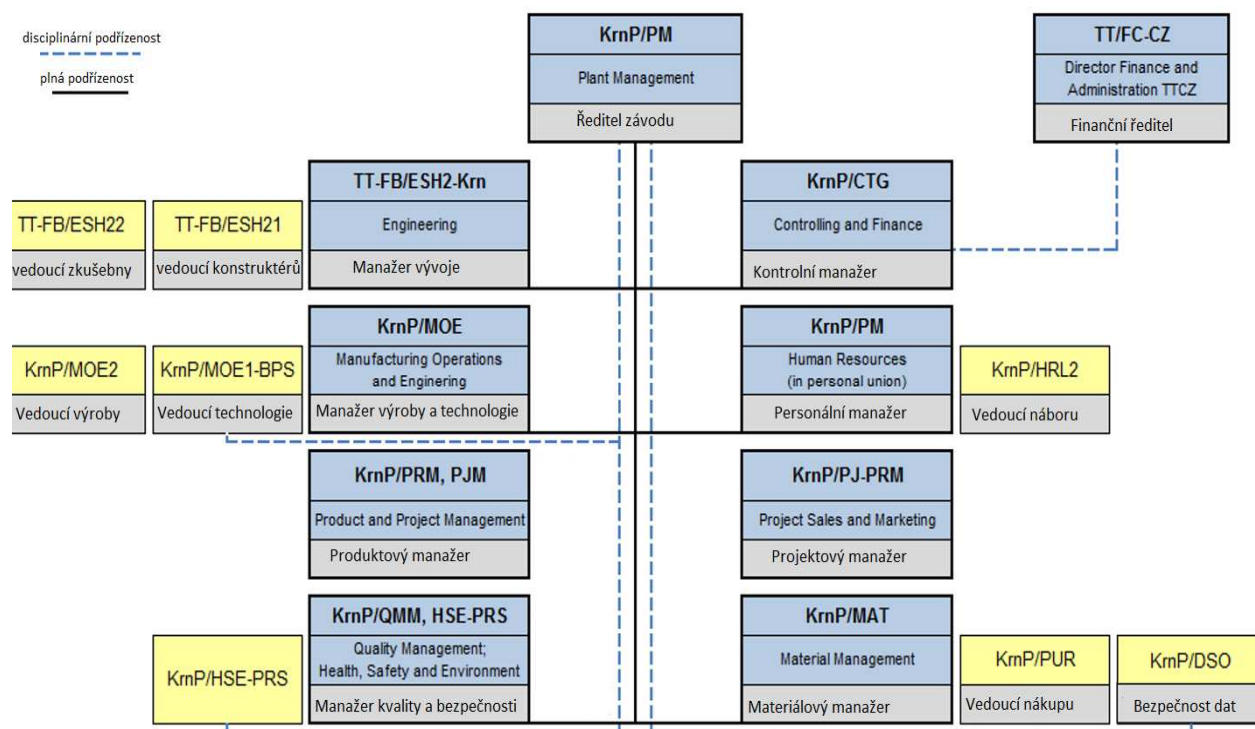 disciplinární podřízenost
plná podřízenost
KrnP/PM
Plant Management
Ředitel závodu
TT/FC-CZ
Director Finance and
Administration TTCZ
Finanční ředitel
TT-FB/ESH22
vedoucí zkušebny
TT-FB/ESH21
vedoucí konstruktérů
TT-FB/ESH2-Krn
Engineering
Manažer vývoje
KrnP/CTG
Controlling and Finance
Kontrolní manažer
KrnP/MOE2
Vedoucí výroby
KrnP/MOE1-BPS
Vedoucí technologie
KrnP/MOE
Manufacturing Operations
and Enginering
Manažer výroby a technologie
KrnP/PM
Human Resources
(in personal union)
Personální manažer
KrnP/HRL2
Vedoucí náboru
KrnP/PRM, PJM
Product and Project Management
Produktový manažer
KrnP/PJ-PRM
Project Sales and Marketing
Projektový manažer
KrnP/HSE-PRS
KrnP/QMM, HSE-PRS
Quality Management;
Health, Safety and Environment
Manažer kvality a bezpečnosti
KrnP/MAT
Material Management
Materiálový manažer
KrnP/PUR
Vedoucí nákupu
KrnP/DSO
Bezpečnost dat